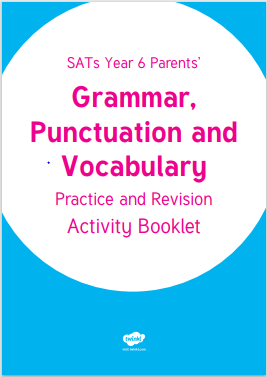 SATs Year 6 Parents'
Grammar,
Punctuation and
Vocabulary
Practice and Revision
Activity Booklet
twinkl